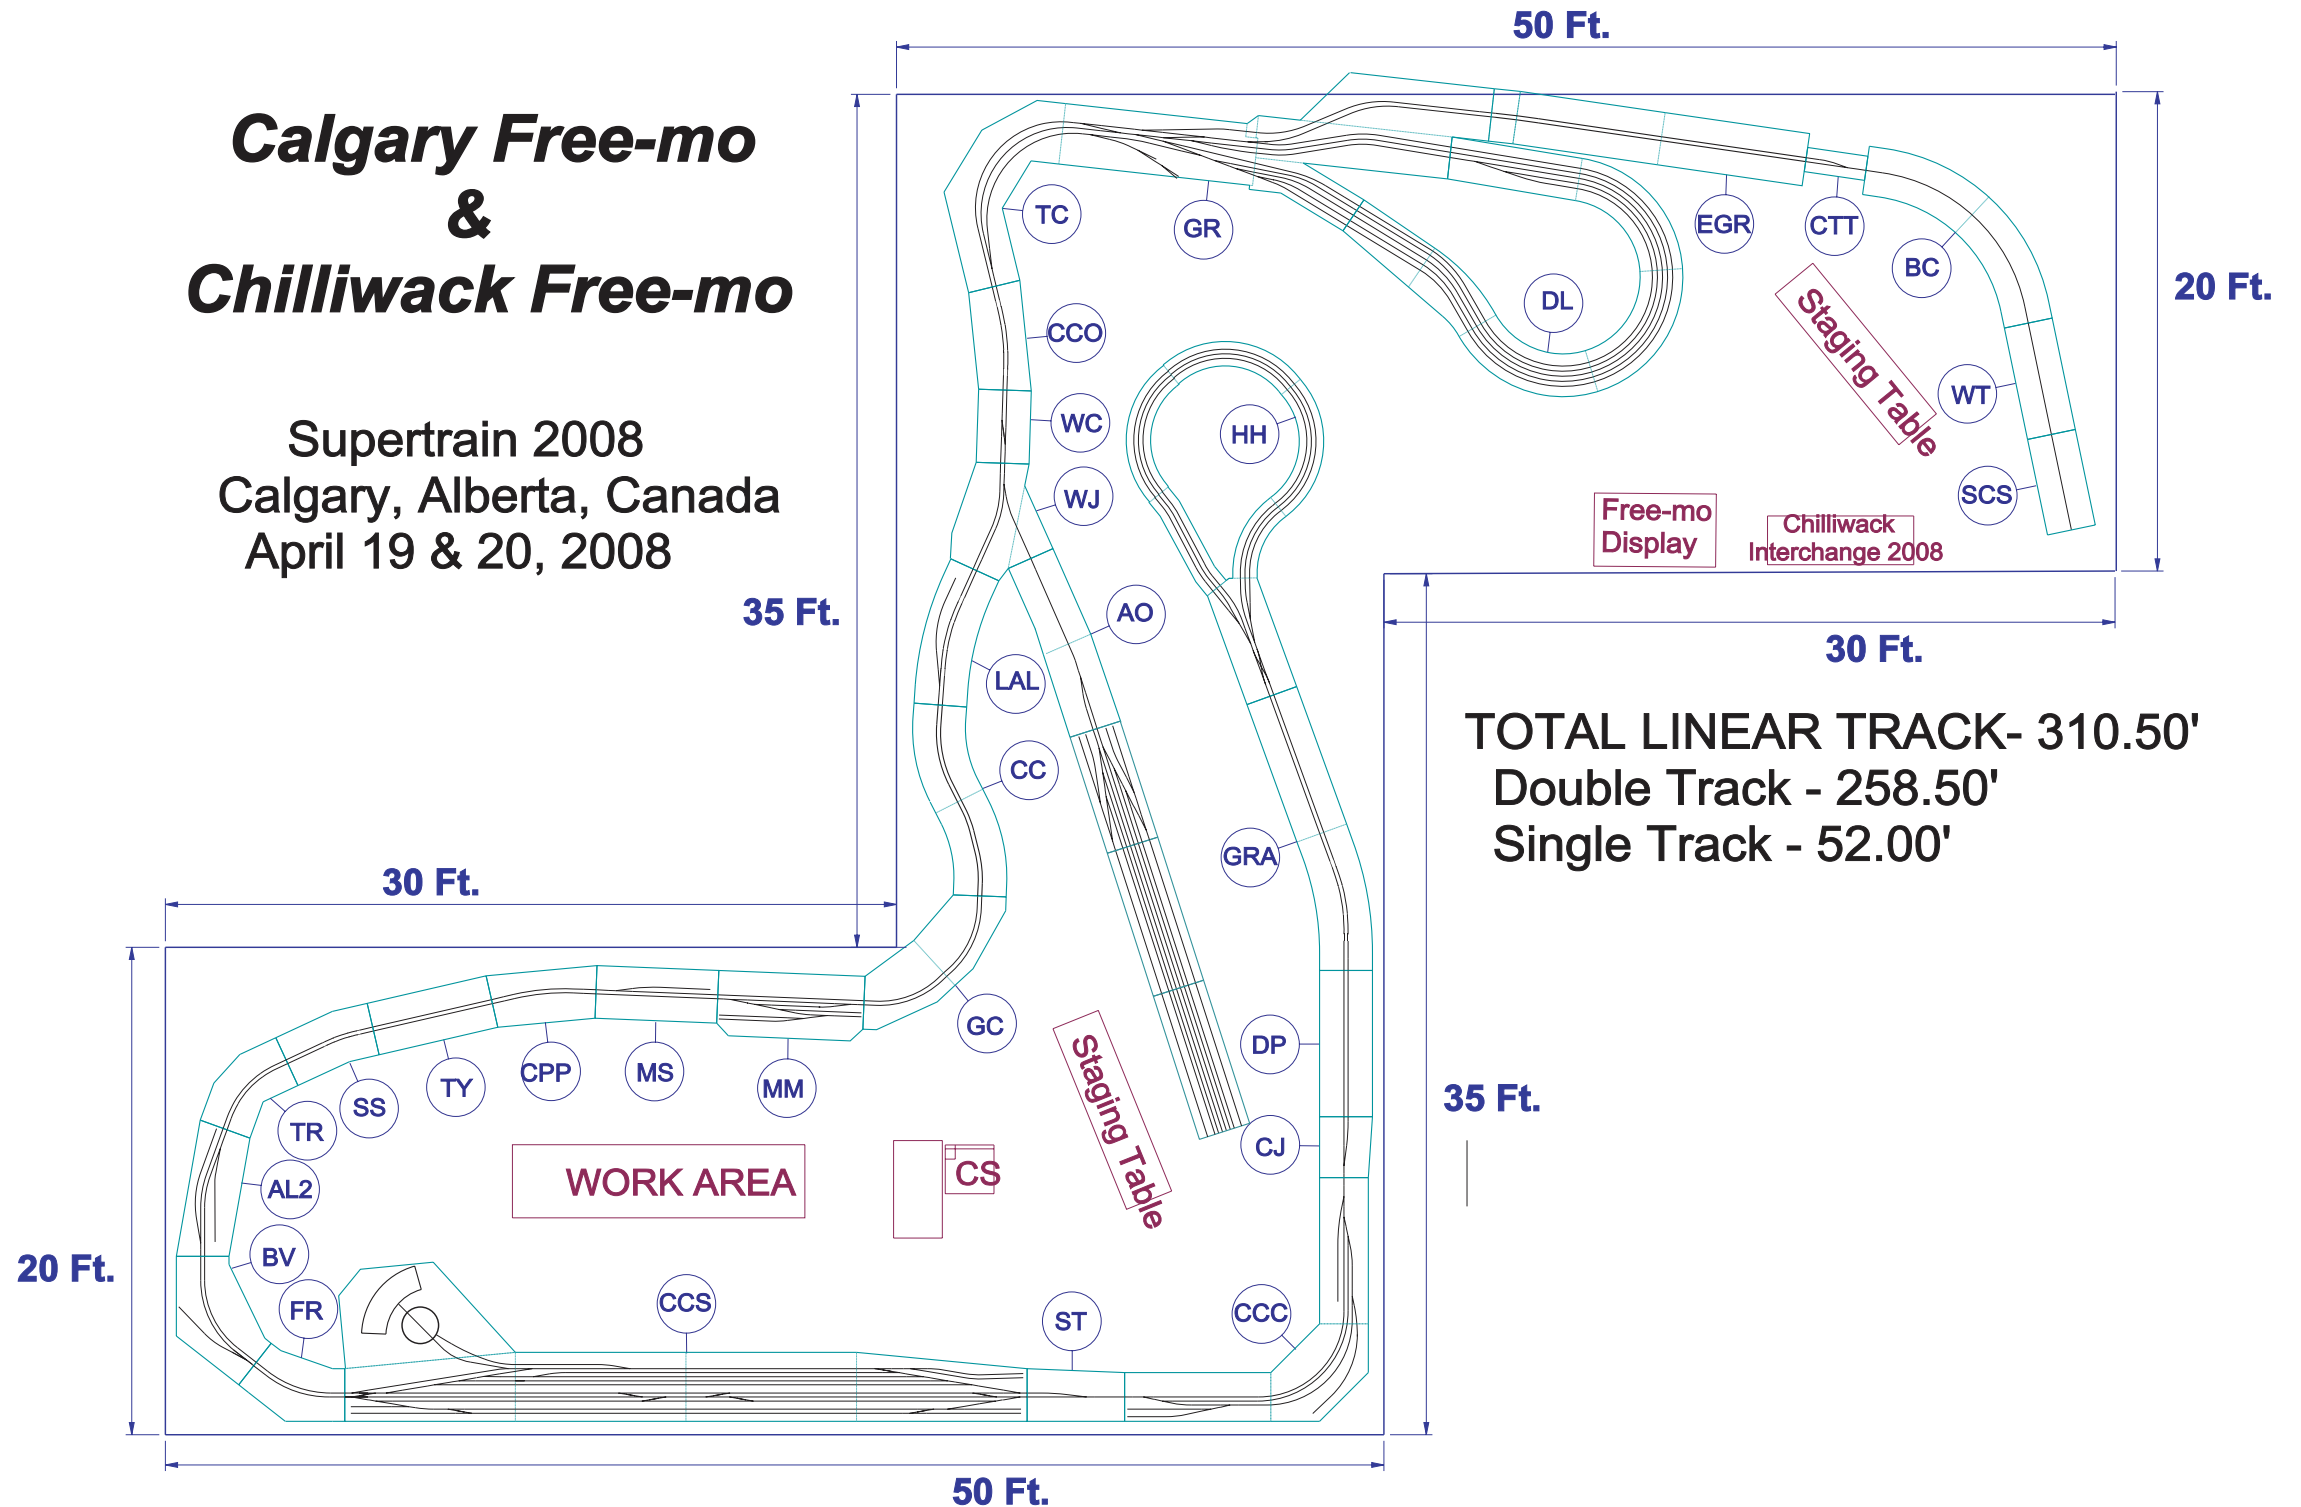 50 Ft.
Calgary Free-mo
&
Chilliwack Free-mo
Supertrain 2008
Calgary, Alberta, Canada
April 19 & 20, 2008
TC
GR
EGR
CTT
BC
DL
20 Ft.
CCO
WC
HH
WT
Staging Table
WJ
SCS
Free-mo
Display
Chilliwack
Interchange 2008
35 Ft.
AO
30 Ft.
LAL
TOTAL LINEAR TRACK- 310.50'
Double Track - 258.50'
Single Track - 52.00'
CC
GRA
30 Ft.
GC
DP
CPP
MS
MM
TY
SS
TR
Staging Table
35 Ft.
CJ
WORK AREA
CS
AL2
BV
20 Ft.
FR
CCS
ST
CCC
50 Ft.